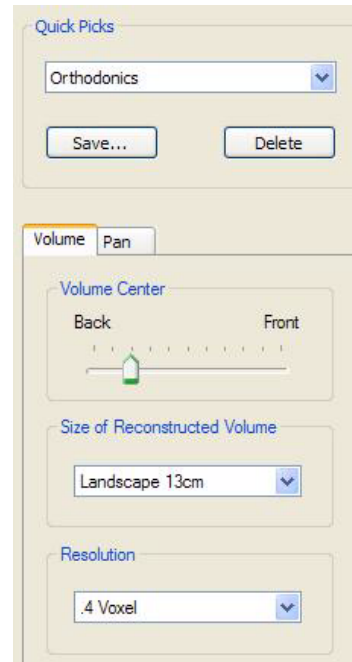 Quick Picks
Orthodonics
Save... Delete
Volume Pan
Volume Center
Back Front
Size of Reconstructed Volume
Landscape 13cm
Resolution
.4 Voxel